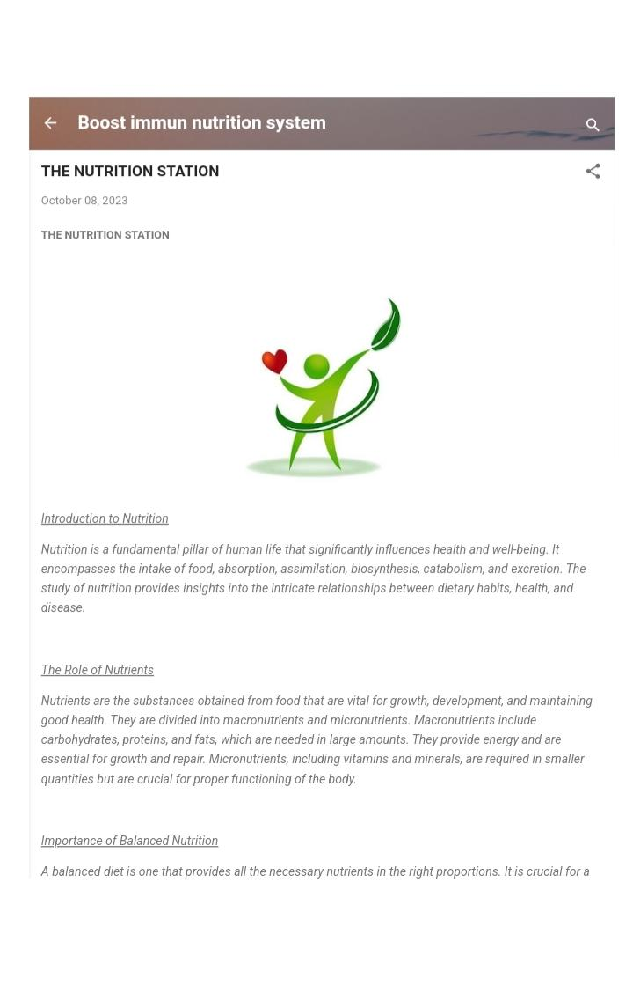 Boost immun nutrition system
THE NUTRITION STATION
October 08, 2023
THE NUTRITION STATION
Introduction to Nutrition
Nutrition is a fundamental pillar of human life that significantly influences health and well-being. It
encompasses the intake of food, absorption, assimilation, biosynthesis, catabolism, and excretion. The
study of nutrition provides insights into the intricate relationships between dietary habits, health, and
disease.
The Role of Nutrients
Nutrients are the substances obtained from food that are vital for growth, development, and maintaining
good health. They are divided into macronutrients and micronutrients. Macronutrients include
carbohydrates, proteins, and fats, which are needed in large amounts. They provide energy and are
essential for growth and repair. Micronutrients, including vitamins and minerals, are required in smaller
quantities but are crucial for proper functioning of the body.
Importance of Balanced Nutrition
A balanced diet is one that provides all the necessary nutrients in the right proportions. It is crucial for a